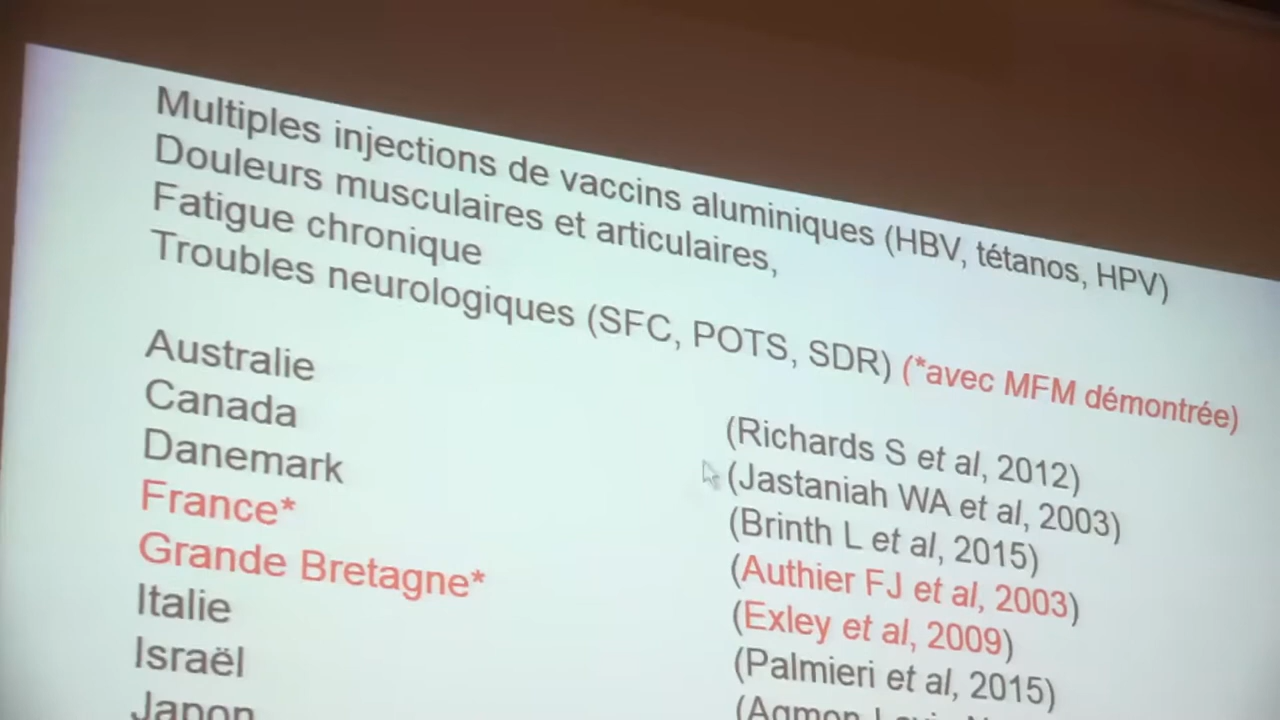 Multiples injections de vaccins aluminiques (HBV, tétanos, HPV)
Douleurs musculaires et articulaires,
Fatigue chronique
Troubles neurologiques (SFC, POTS, SDR) (*avec MFM démontrée)
Australie (Richards S et al, 2012)
Canada (Jastaniah WA et al, 2003)
Danemark (Brinth L et al, 2015)
France* (Authier FJ et al, 2003)
Grande Bretagne* (Exley et al, 2009)
Italie (Palmieri et al, 2015)
Israël
Japon